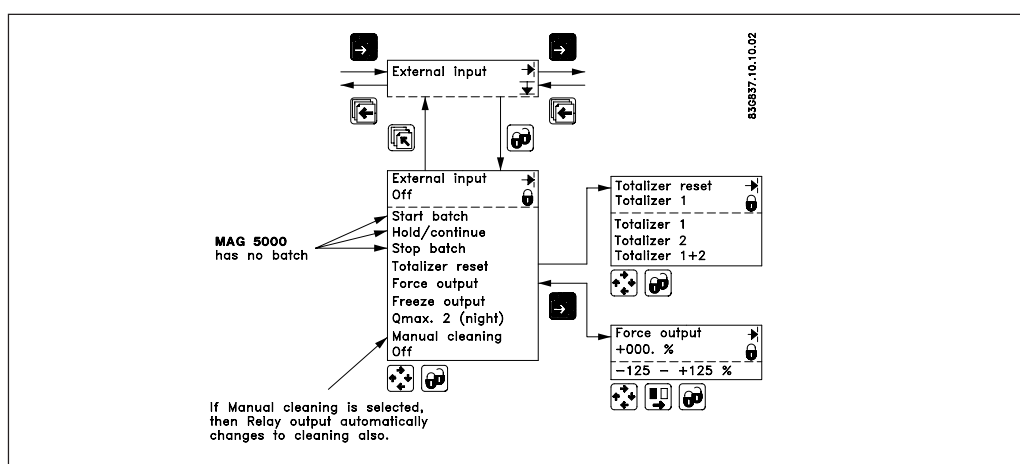 External input
83G837.10.10.02
External input
Off
Start batch
Hold/continue
Stop batch
Totalizer reset
Force output
Freeze output
Qmax. 2 (night)
Manual cleaning
Off
MAG 5000
has no batch
If Manual cleaning is selected,
then Relay output automatically
changes to cleaning also.
Totalizer reset
Totalizer 1
Totalizer 1
Totalizer 2
Totalizer 1+2
Force output
+000. %
-125 - +125 %